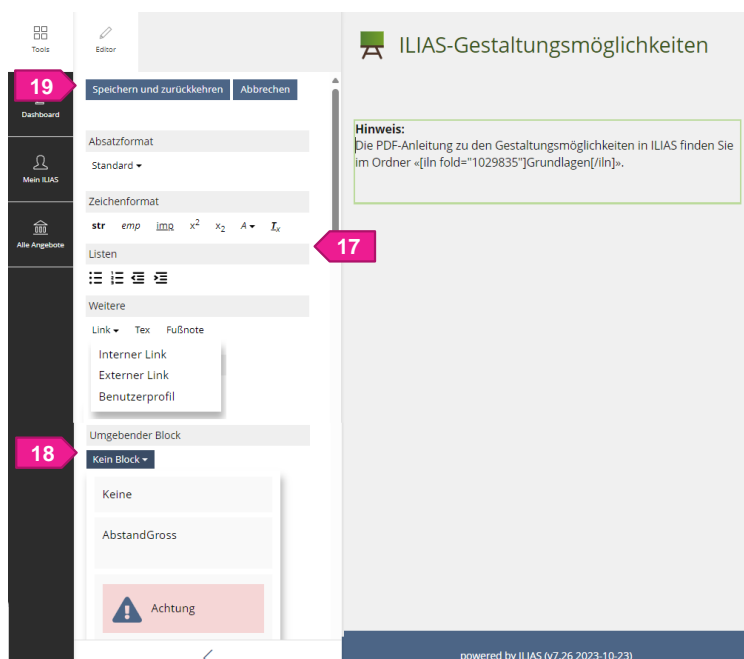 Tools
Editor
ILIAS-Gestaltungsmöglichkeiten
19
Speichern und zurückkehren
Abbrechen
Dashboard
Absatzformat
Standard
Hinweis:
Die PDF-Anleitung zu den Gestaltungsmöglichkeiten in ILIAS finden Sie
im Ordner «[iln fold="1029835"]Grundlagen[/iln]».
Mein ILIAS
Zeichenformat
str emp imp x² x₂ A Tx
Alle Angebote
17
Listen
Weitere
Link Tex Fußnote
Interner Link
Externer Link
Benutzerprofil
Umgebender Block
18
Kein Block
Keine
AbstandGross
Achtung
powered by ILIAS (v7.26 2023-10-23)